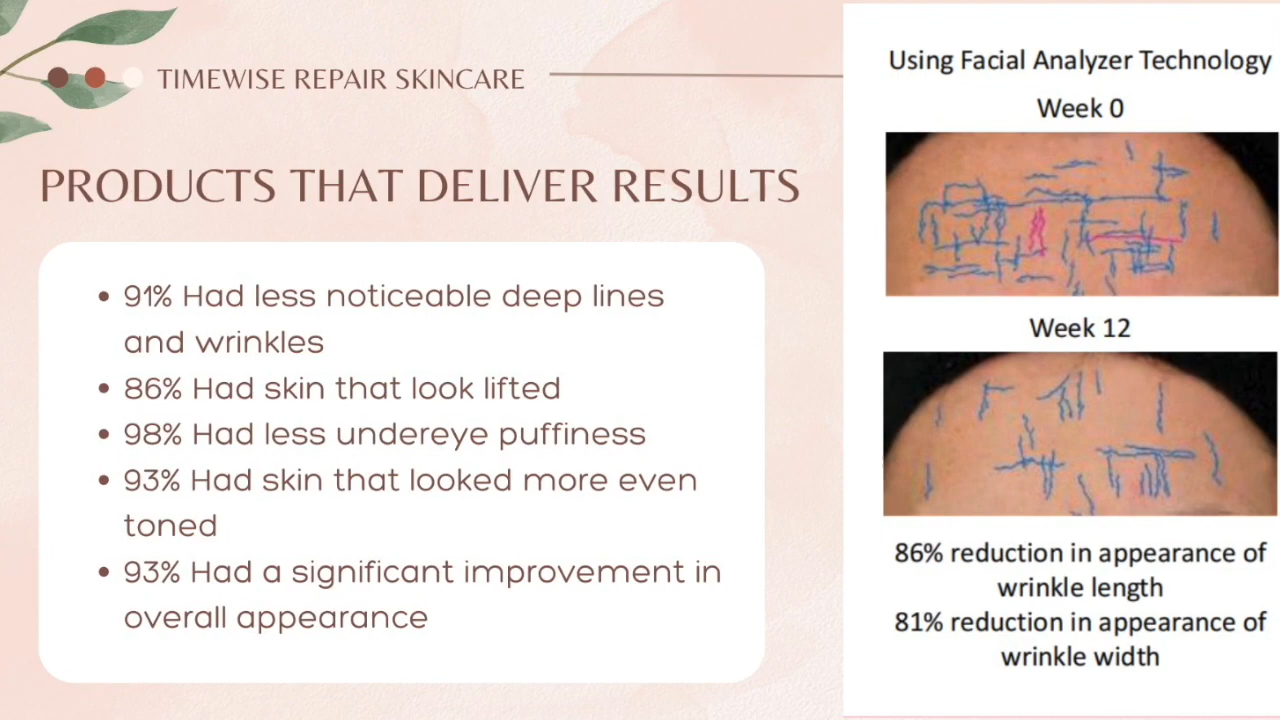 TIMEWISE REPAIR SKINCARE
PRODUCTS THAT DELIVER RESULTS
• 91% Had less noticeable deep lines
and wrinkles
• 86% Had skin that look lifted
• 98% Had less undereye puffiness
• 93% Had skin that looked more even
toned
• 93% Had a significant improvement in
overall appearance
Using Facial Analyzer Technology
Week 0
Week 12
86% reduction in appearance of
wrinkle length
81% reduction in appearance of
wrinkle width